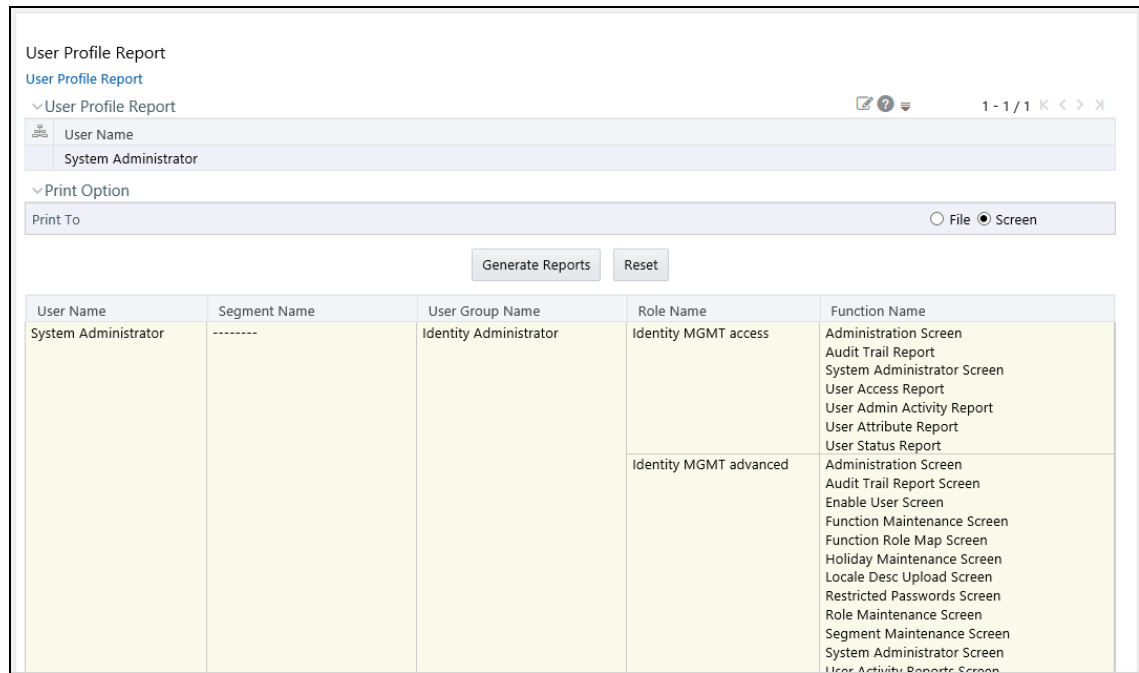 User Profile Report
User Profile Report
User Profile Report 1 - 1 / 1
User Name
System Administrator
Print Option
Print To File Screen
Generate Reports Reset
User Name Segment Name User Group Name Role Name Function Name
System Administrator -------- Identity Administrator Identity MGMT access Administration Screen
Audit Trail Report
System Administrator Screen
User Access Report
User Admin Activity Report
User Attribute Report
User Status Report
Identity MGMT advanced Administration Screen
Audit Trail Report Screen
Enable User Screen
Function Maintenance Screen
Function Role Map Screen
Holiday Maintenance Screen
Locale Desc Upload Screen
Restricted Passwords Screen
Role Maintenance Screen
Segment Maintenance Screen
System Administrator Screen
User Activity Reports Screen